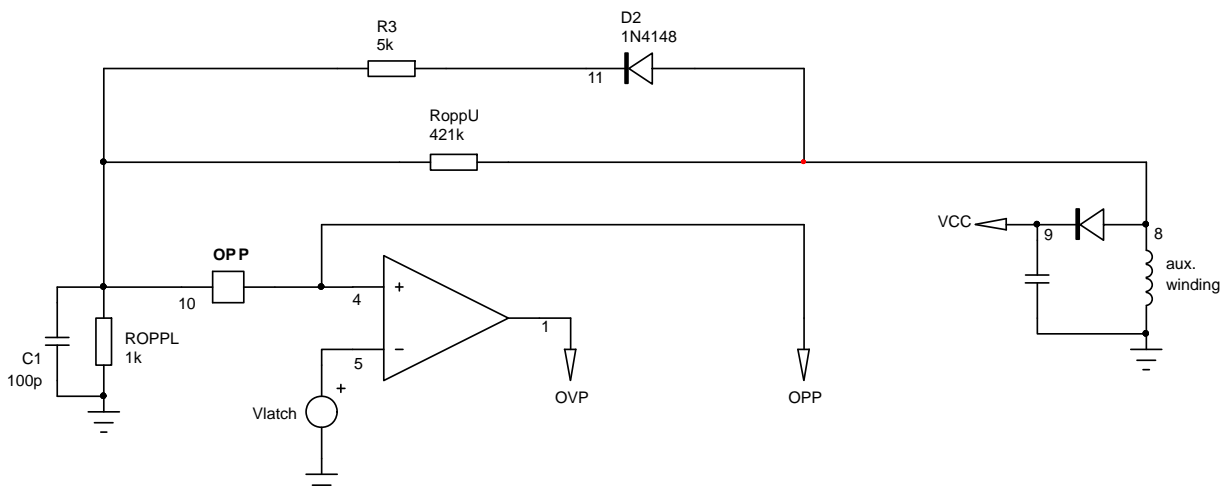 D2
1N4148
R3
5k
11
RoppU
421k
VCC
9
8
OPP
aux.
winding
10
4
+
ROPPL
1k
1
C1
100p
5
−
+
OVP
OPP
Vlatch